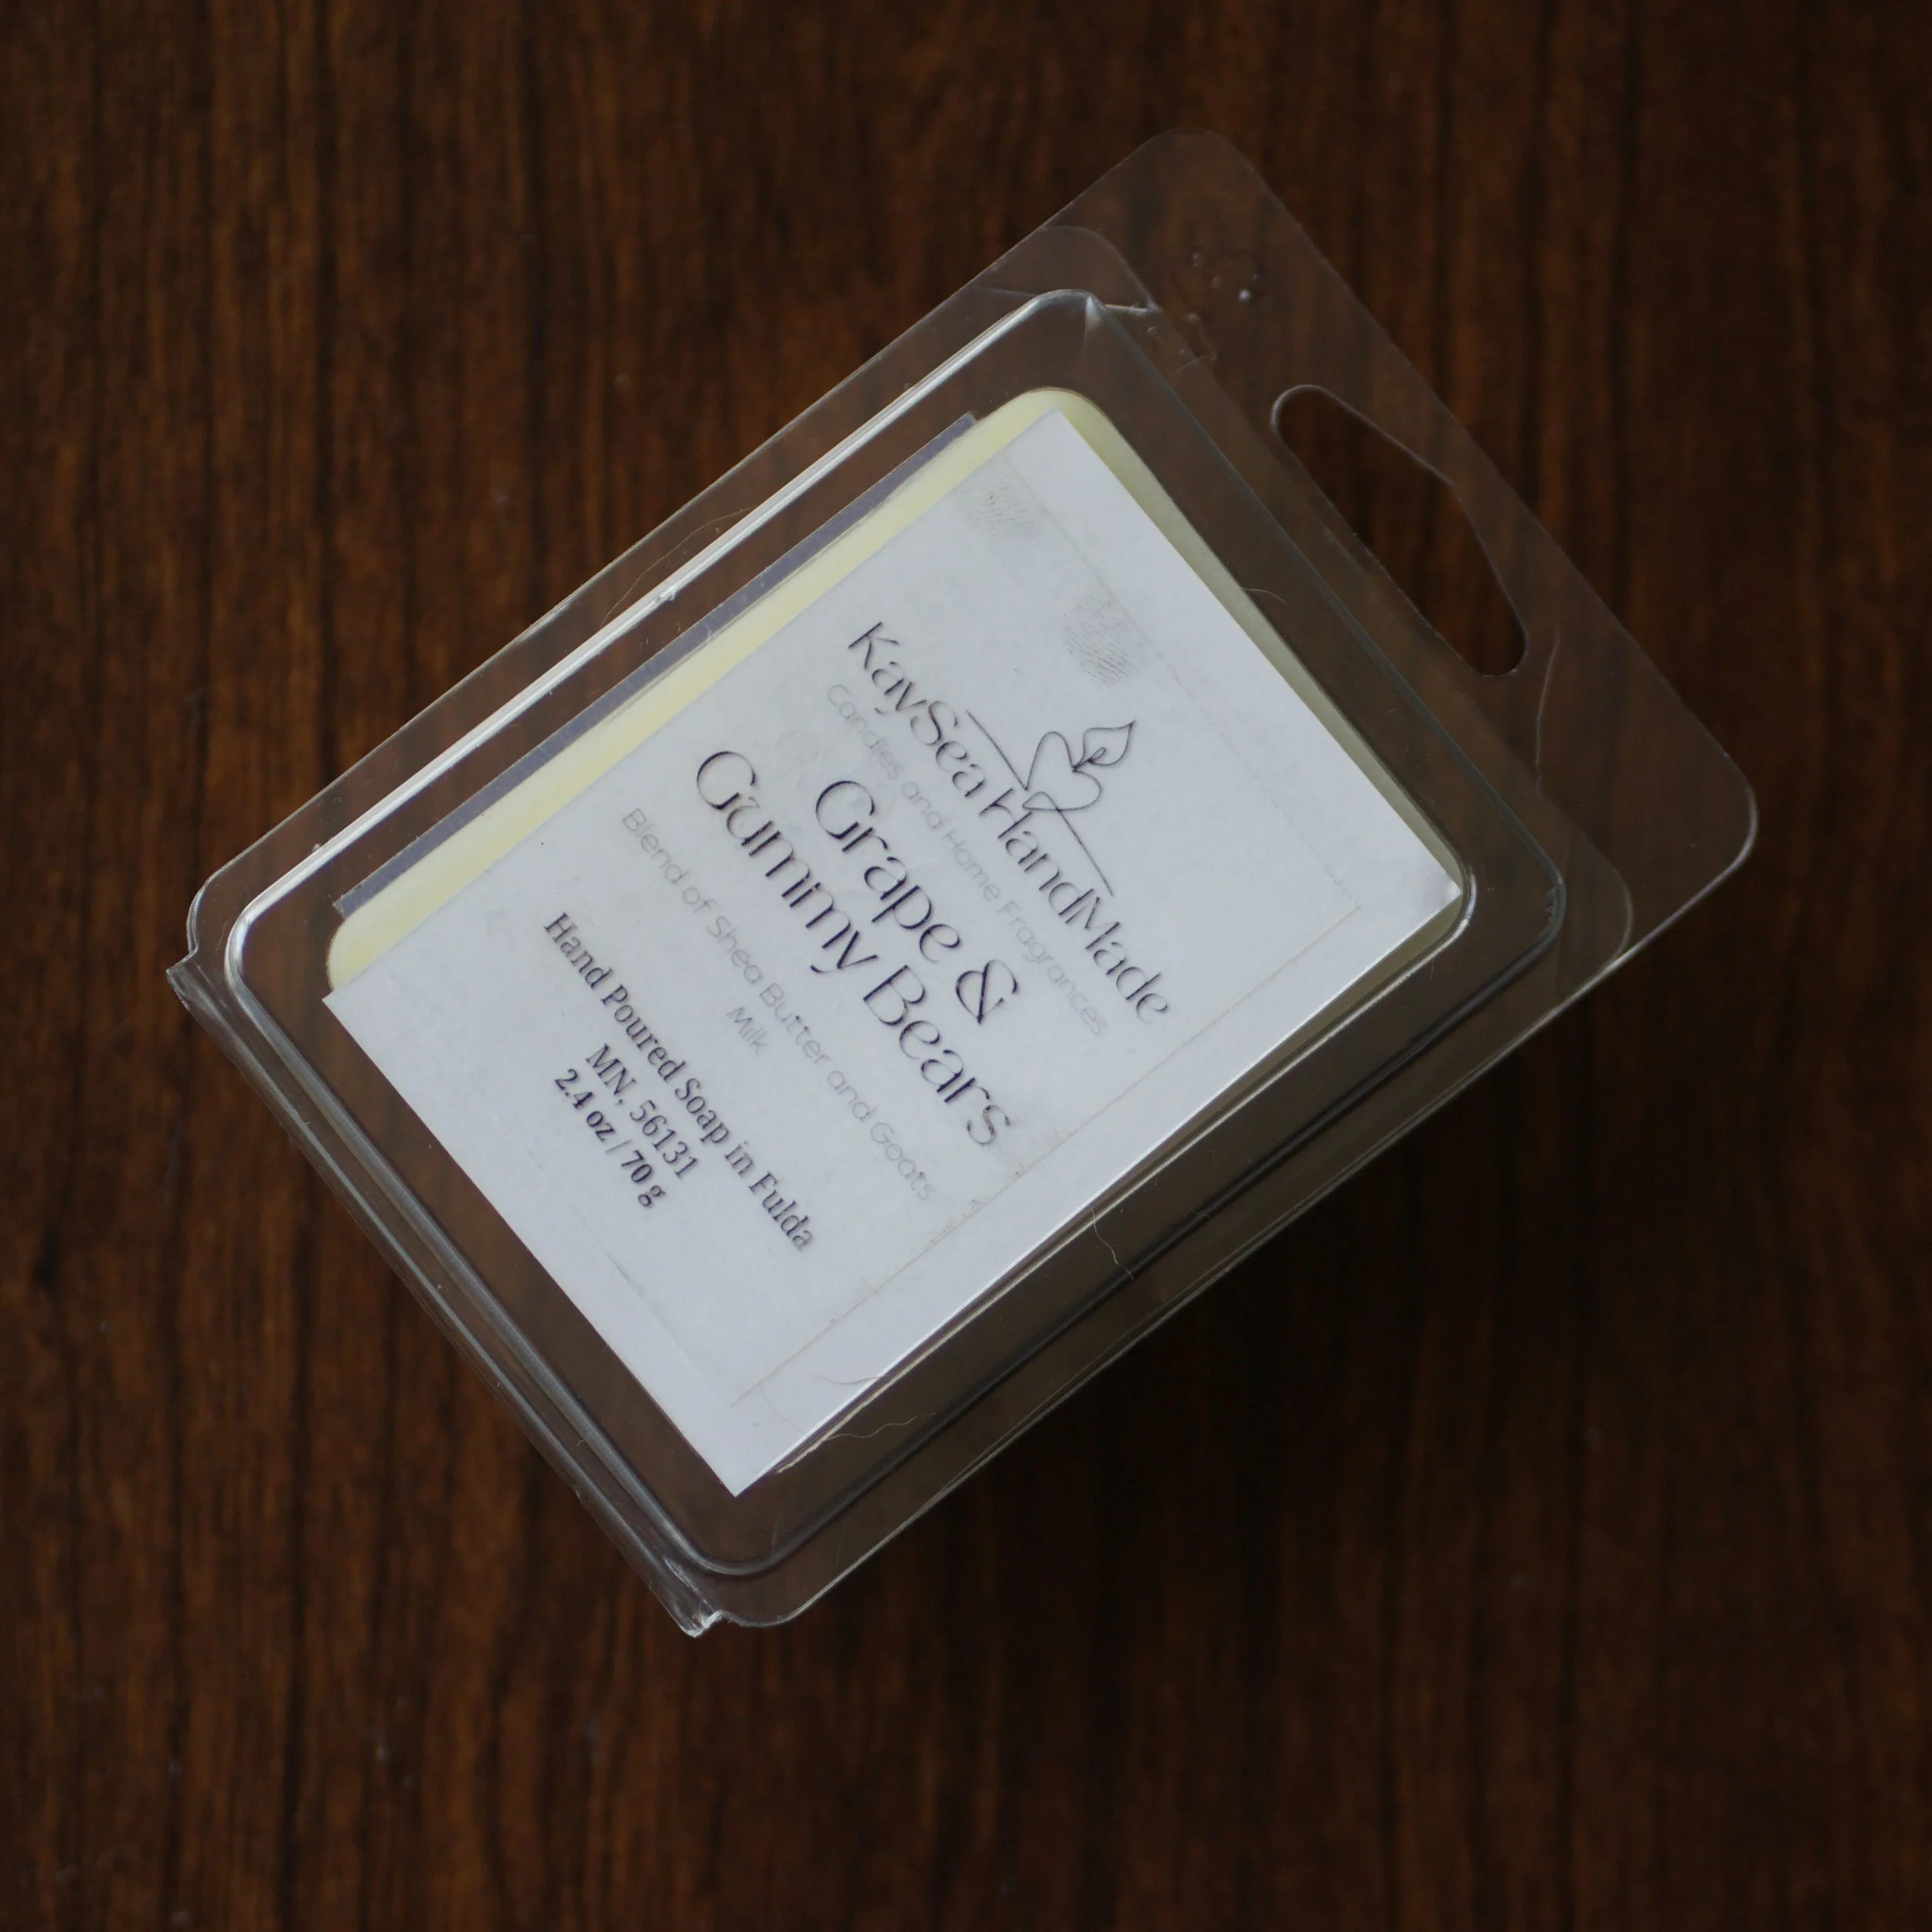 KaySea HandMade
Candles and Home Fragrances
Grape &
Gummy Bears
Blend of Shea Butter and Goats
Milk
Hand Poured Soap in Fulda
MN, 56131
2.4 oz / 70 g